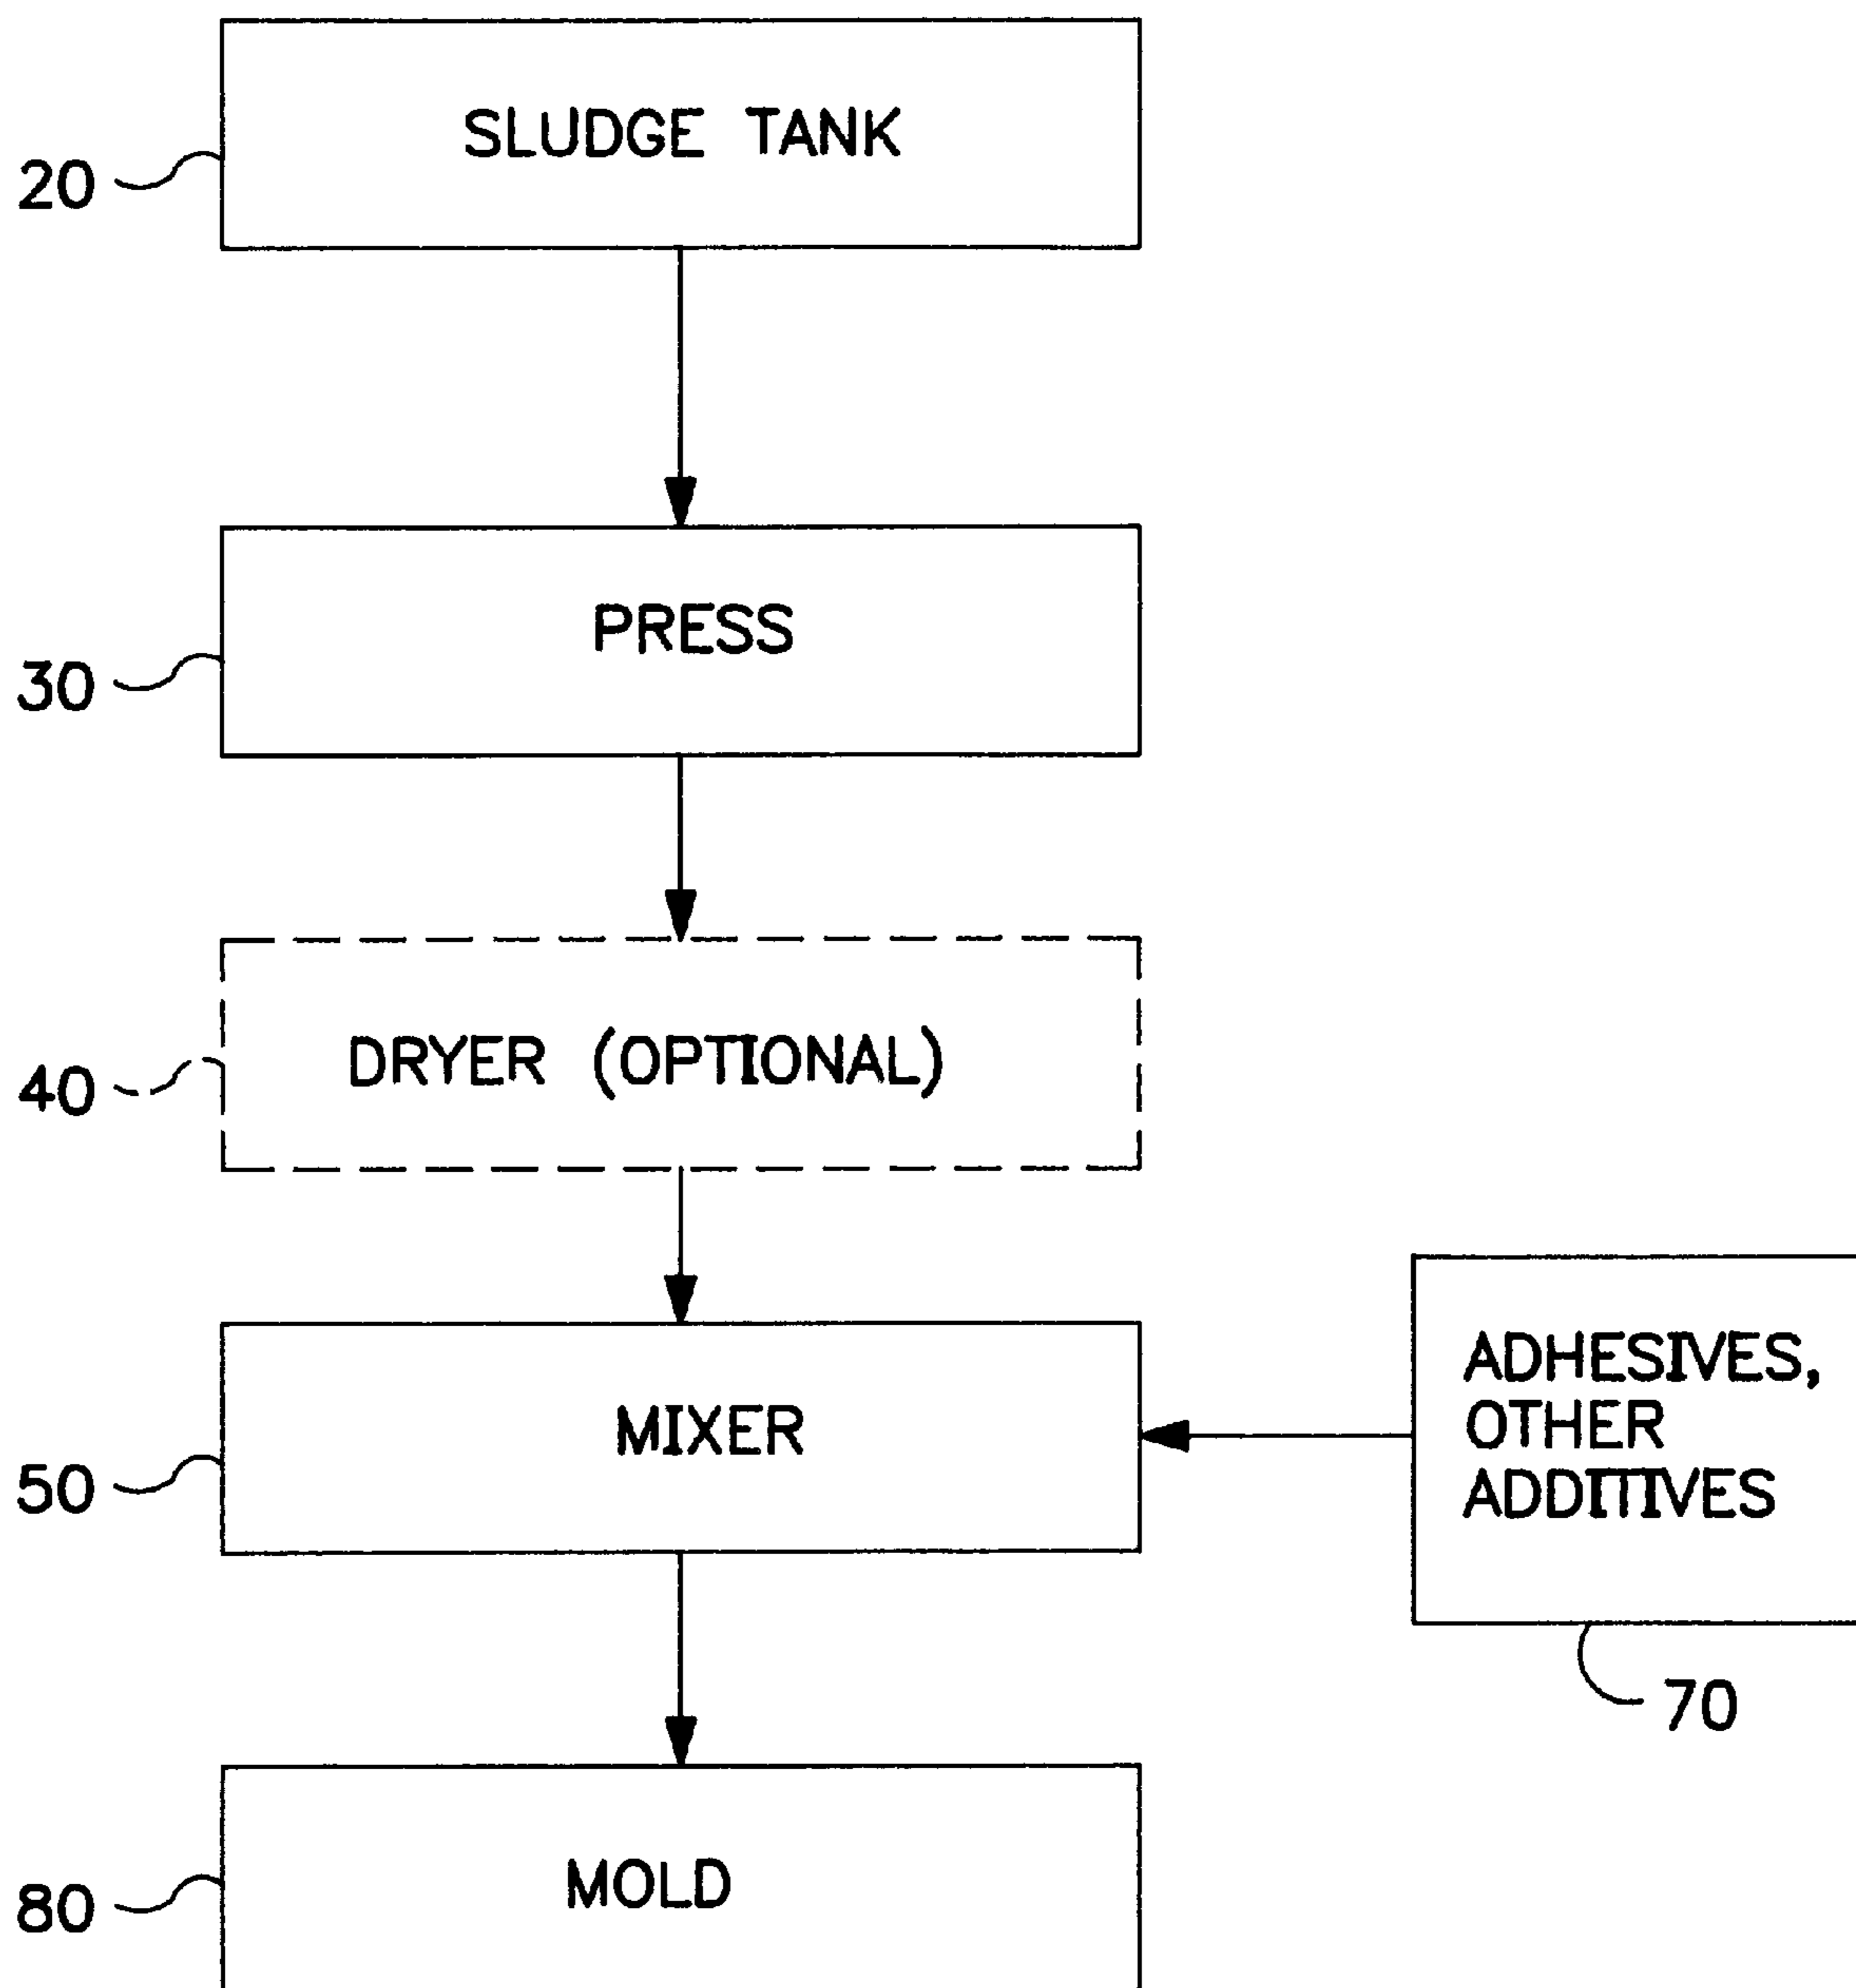 SLUDGE TANK
20
PRESS
30
DRYER (OPTIONAL)
40
ADHESIVES,
OTHER
ADDITIVES
MIXER
50
70
MOLD
80